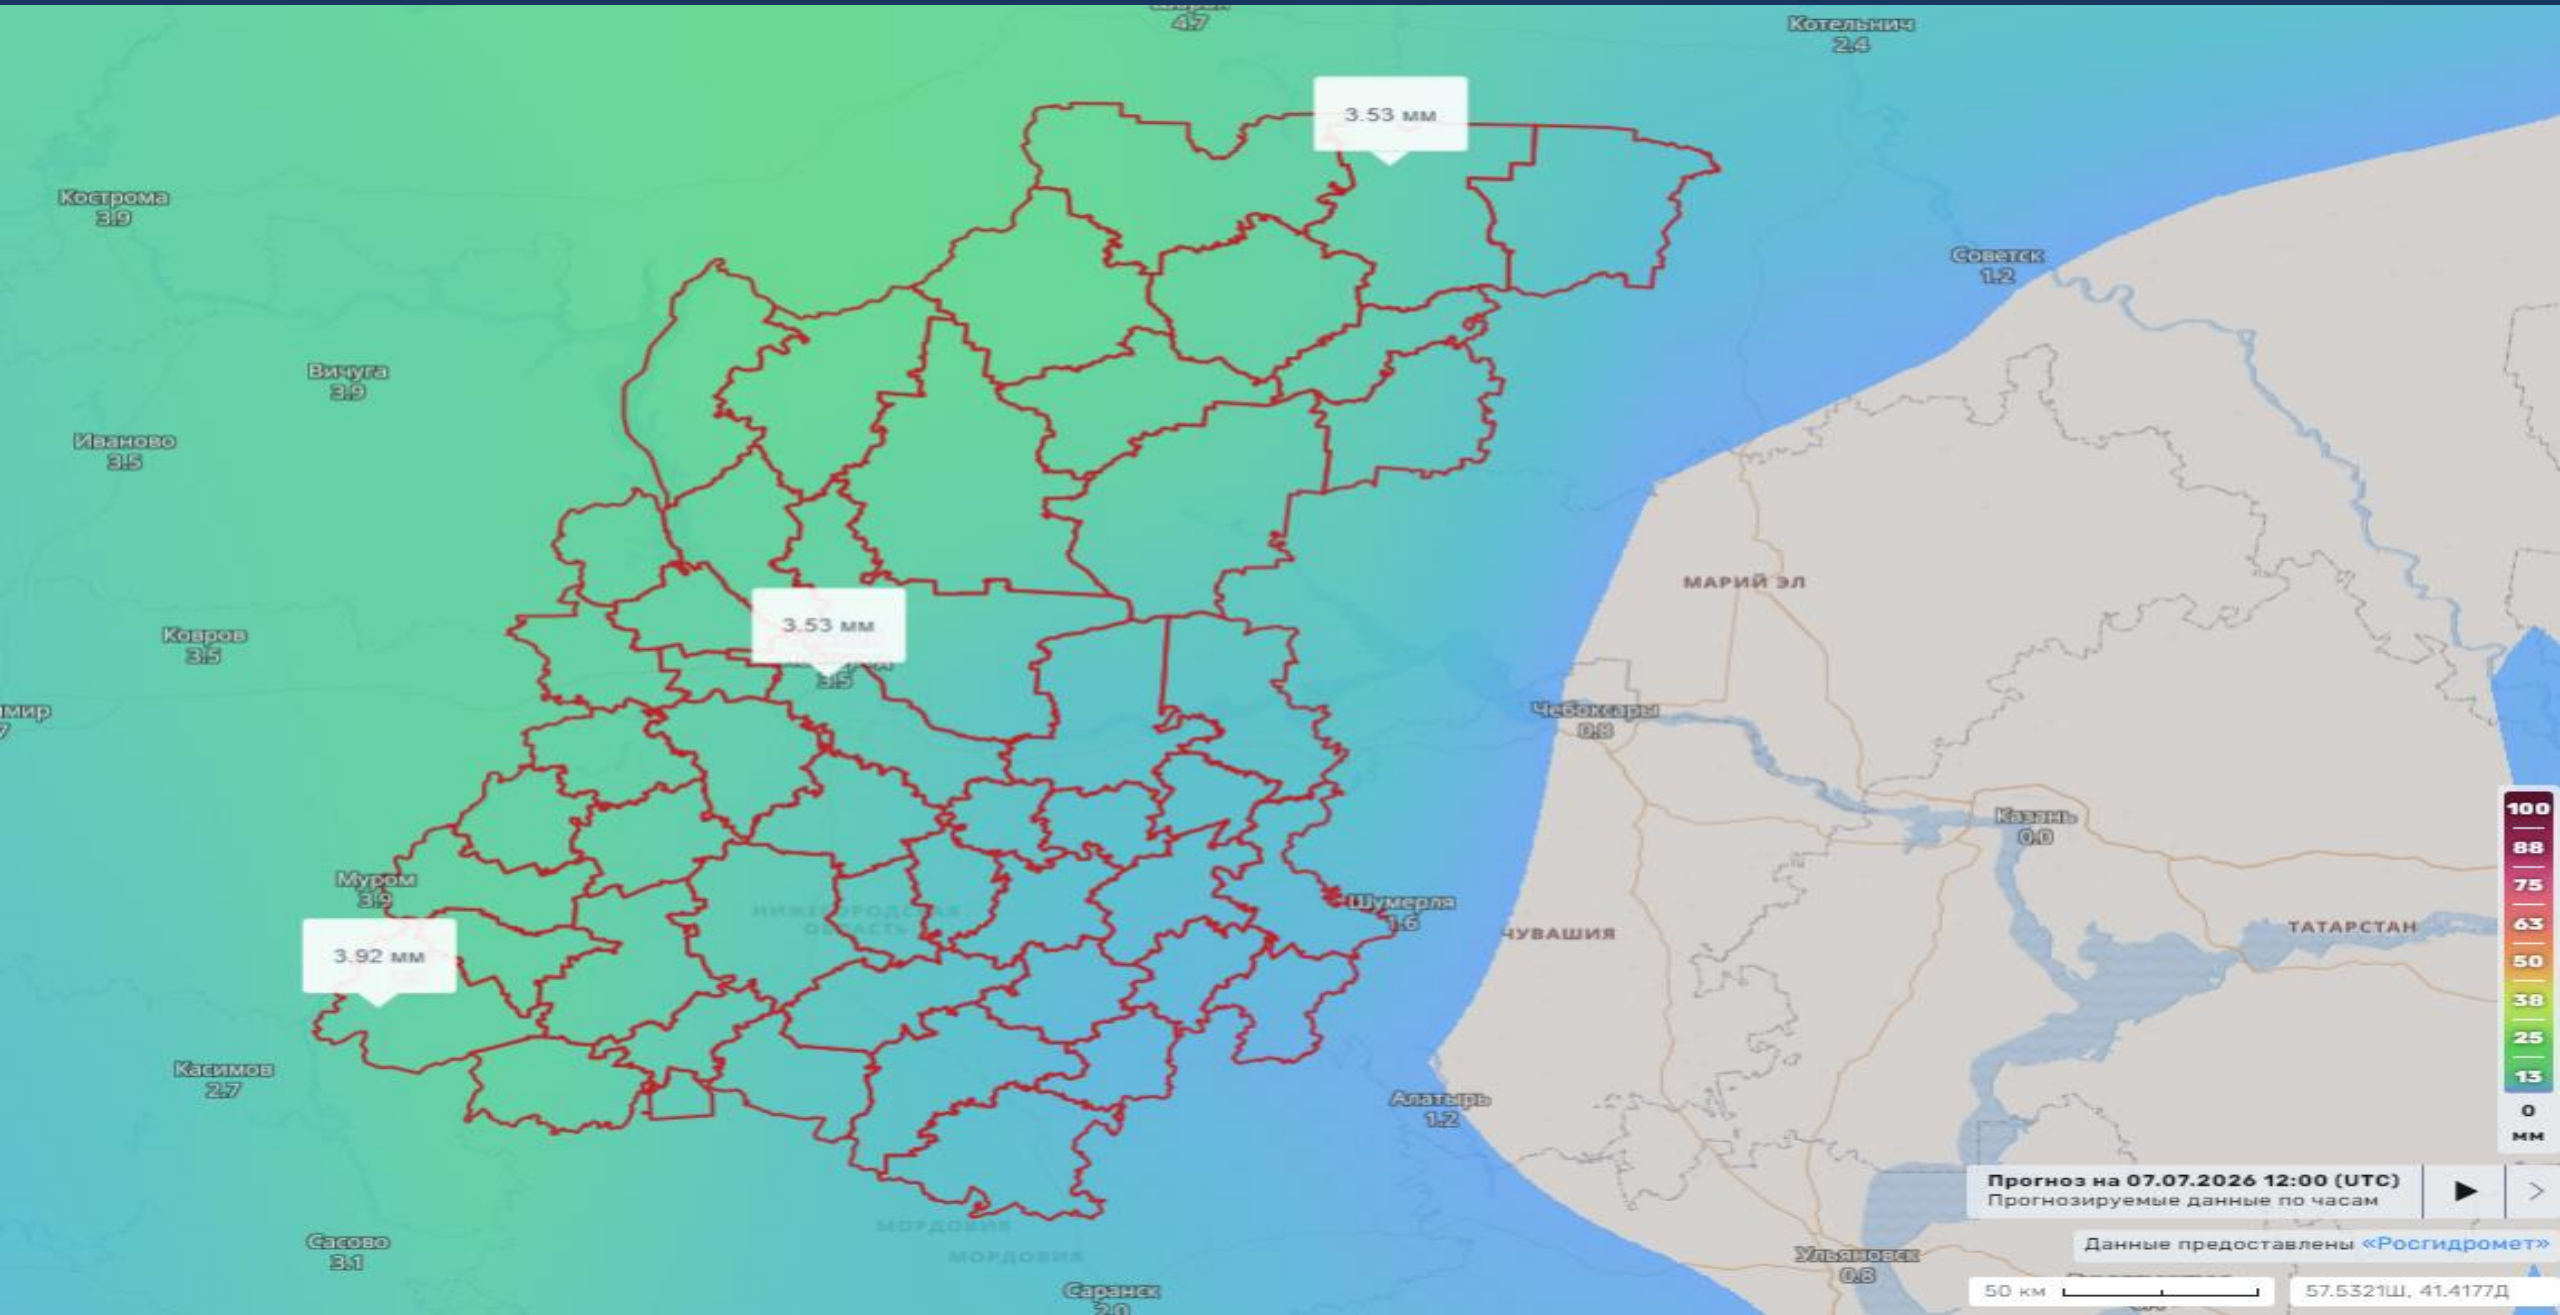 4.7
Котельнич
2.4
3.53 мм
Кострома
3.9
Советск
1.2
Вичуга
3.9
Иваново
3.5
МАРИЙ ЭЛ
3.53 мм
Ковров
3.5
3.5
Чебоксары
0.8
100
88
75
63
50
38
25
13
0
мм
Казань
0.0
Муром
3.9
Шумерля
1.6
НИЖЕГОРОДСКАЯ
ОБЛАСТЬ
ЧУВАШИЯ
ТАТАРСТАН
3.92 мм
Касимов
2.7
Алатырь
1.2
Прогноз на 07.07.2026 12:00 (UTC)
Прогнозируемые данные по часам
МОРДОВИЯ
МОРДОВИЯ
Сасово
3.1
Данные предоставлены «Росгидромет»
Ульяновск
0.8
Саранск
2.0
50 км
57.5321Ш, 41.4177Д